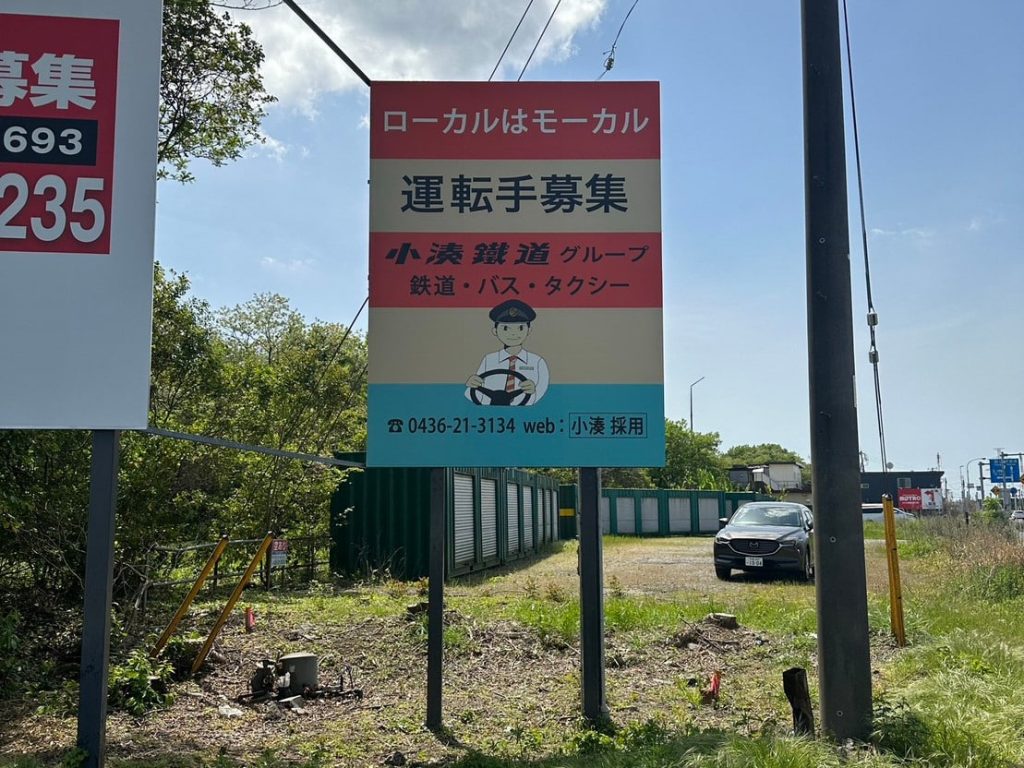 募集
693
235
ローカルはモーカル
運転手募集
小湊鐵道 グループ
鉄道・バス・タクシー
☎ 0436-21-3134 web : 小湊 採用